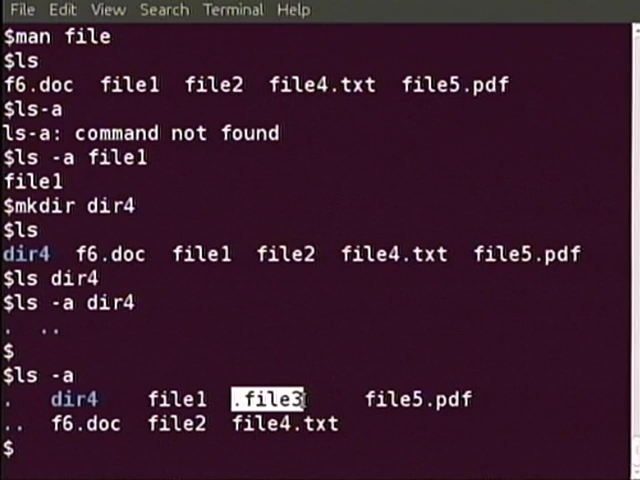 File Edit View Search Terminal Help
$man file
$ls
f6.doc file1 file2 file4.txt file5.pdf
$ls-a
ls-a: command not found
$ls -a file1
file1
$mkdir dir4
$ls
dir4 f6.doc file1 file2 file4.txt file5.pdf
$ls dir4
$ls -a dir4
. ..
$
$ls -a
. dir4 file1 .file3 file5.pdf
.. f6.doc file2 file4.txt
$